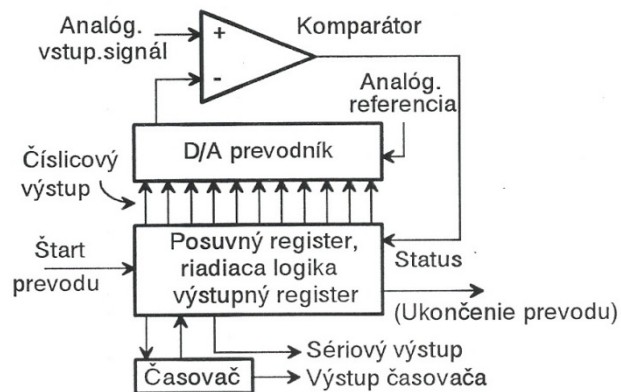 Analóg.
vstup.signál
Komparátor
+
-
Analóg.
referencia
D/A prevodník
Číslicový
výstup
Štart
prevodu
Posuvný register,
riadiaca logika
výstupný register
Status
(Ukončenie prevodu)
Sériový výstup
Časovač
Výstup časovača